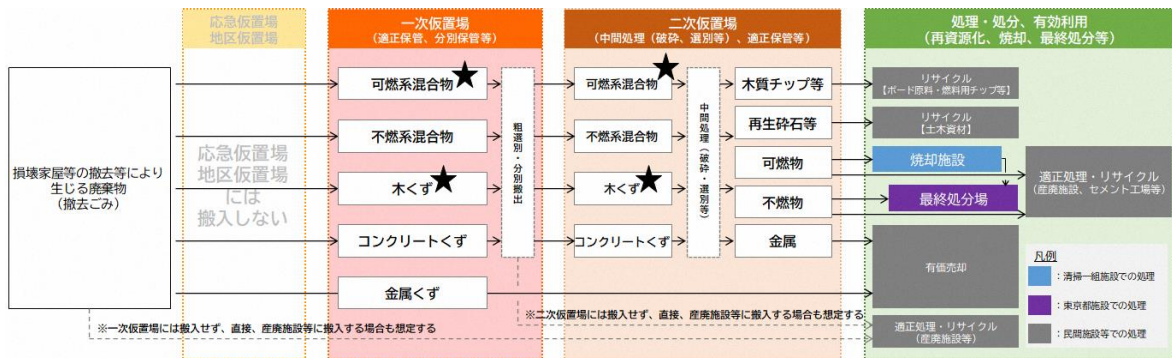 応急仮置場
地区仮置場
一次仮置場
（適正保管、分別保管等）
二次仮置場
（中間処理（破砕、選別等）、適正保管等）
処理・処分、有効利用
（再資源化、焼却、最終処分等）
損壊家屋等の撤去等により
生じる廃棄物
（撤去ごみ）
応急仮置場
地区仮置場
には
搬入しない
可燃系混合物
不燃系混合物
木くず
コンクリートくず
金属くず
粗選別・分別搬出
可燃系混合物
不燃系混合物
木くず
コンクリートくず
中間処理（破砕・選別等）
木質チップ等
再生砕石等
可燃物
不燃物
金属
リサイクル
【ボード原料・燃料用チップ等】
リサイクル
【土木資材】
焼却施設
最終処分場
適正処理・リサイクル
（産廃施設、セメント工場等）
有価売却
適正処理・リサイクル
（産廃施設等）
凡例
：清掃一組施設での処理
：東京都施設での処理
：民間施設等での処理
※一次仮置場には搬入せず、直接、産廃施設等に搬入する場合も想定する
※二次仮置場には搬入せず、直接、産廃施設等に搬入する場合も想定する